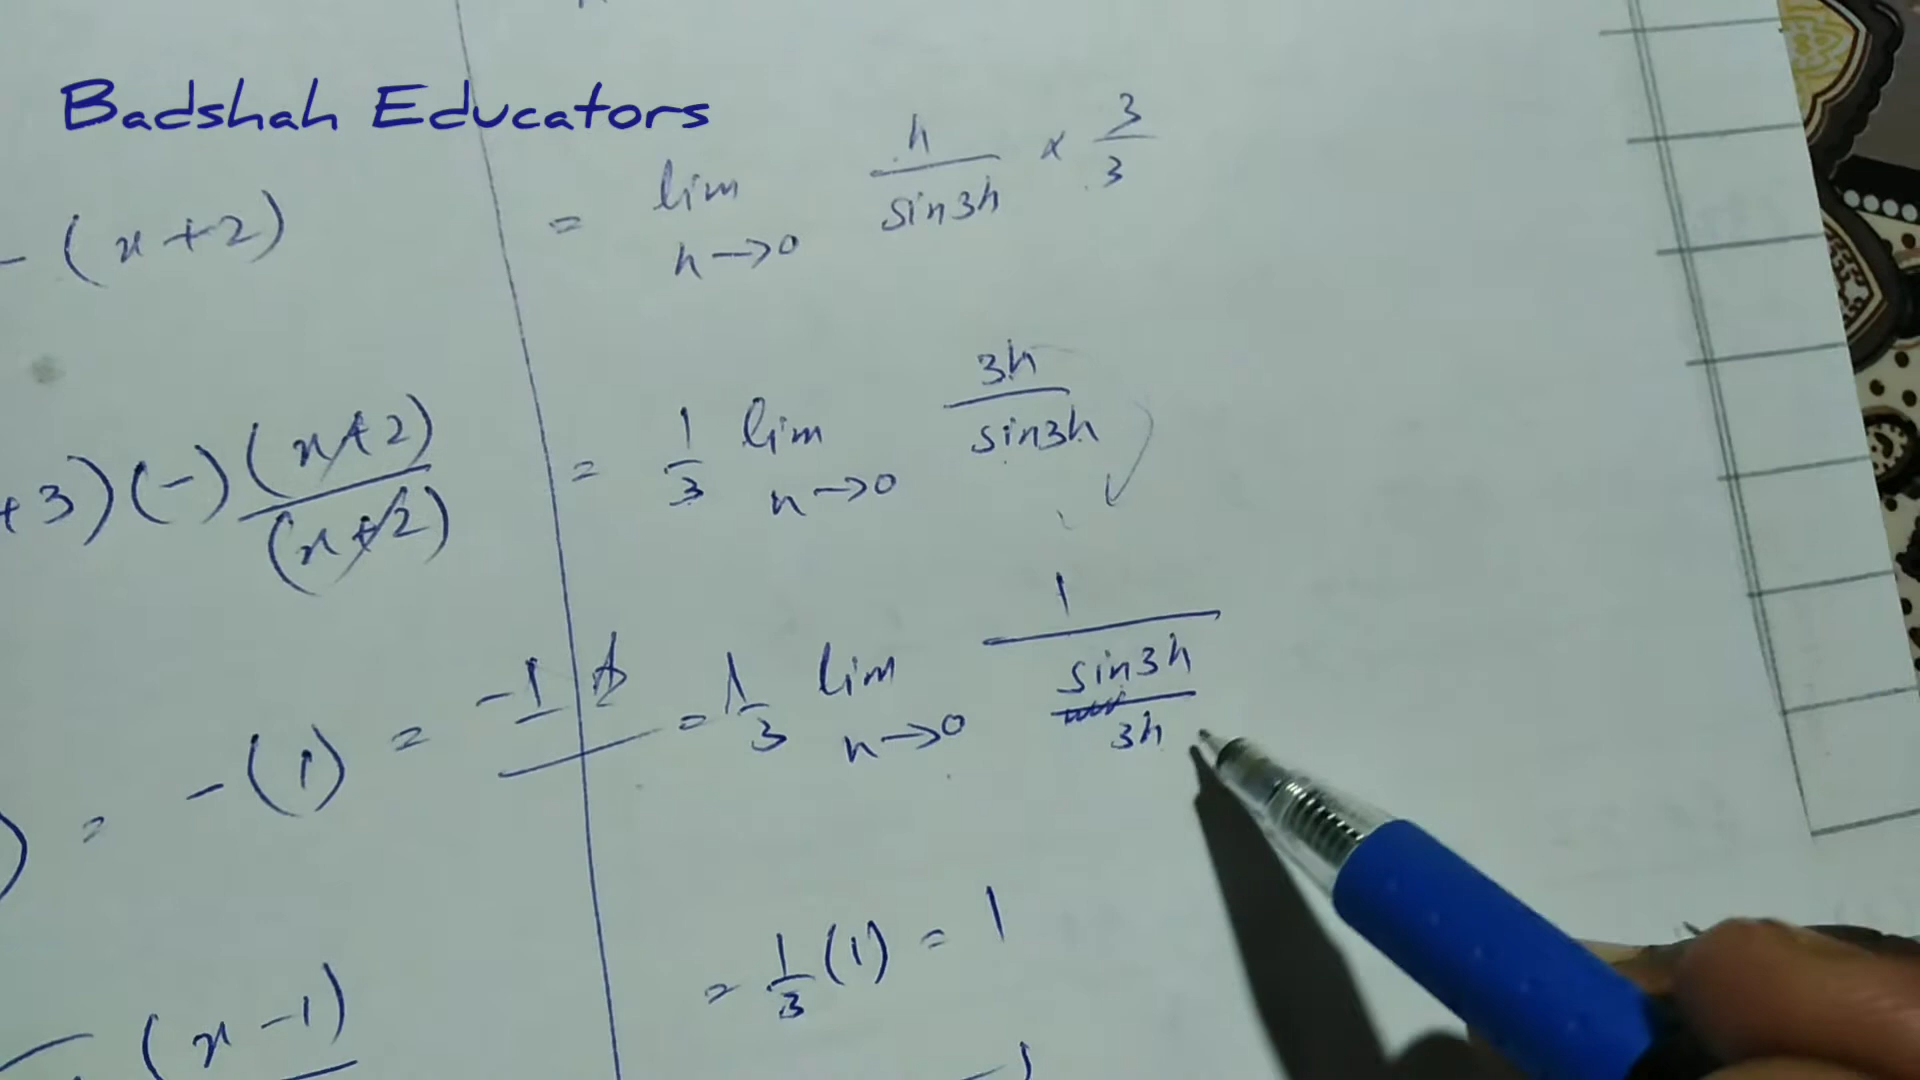 Badshah Educators
- (x+2)
+3)(-) (x+2)/(x+2)
= -(1) = -1
(x-1)
= lim h→0 h/sin3h × 3/3
= 1/3 lim h→0 3h/sin3h
= 1/3 lim h→0 1/(sin3h/3h)
= 1/3 (1) = 1